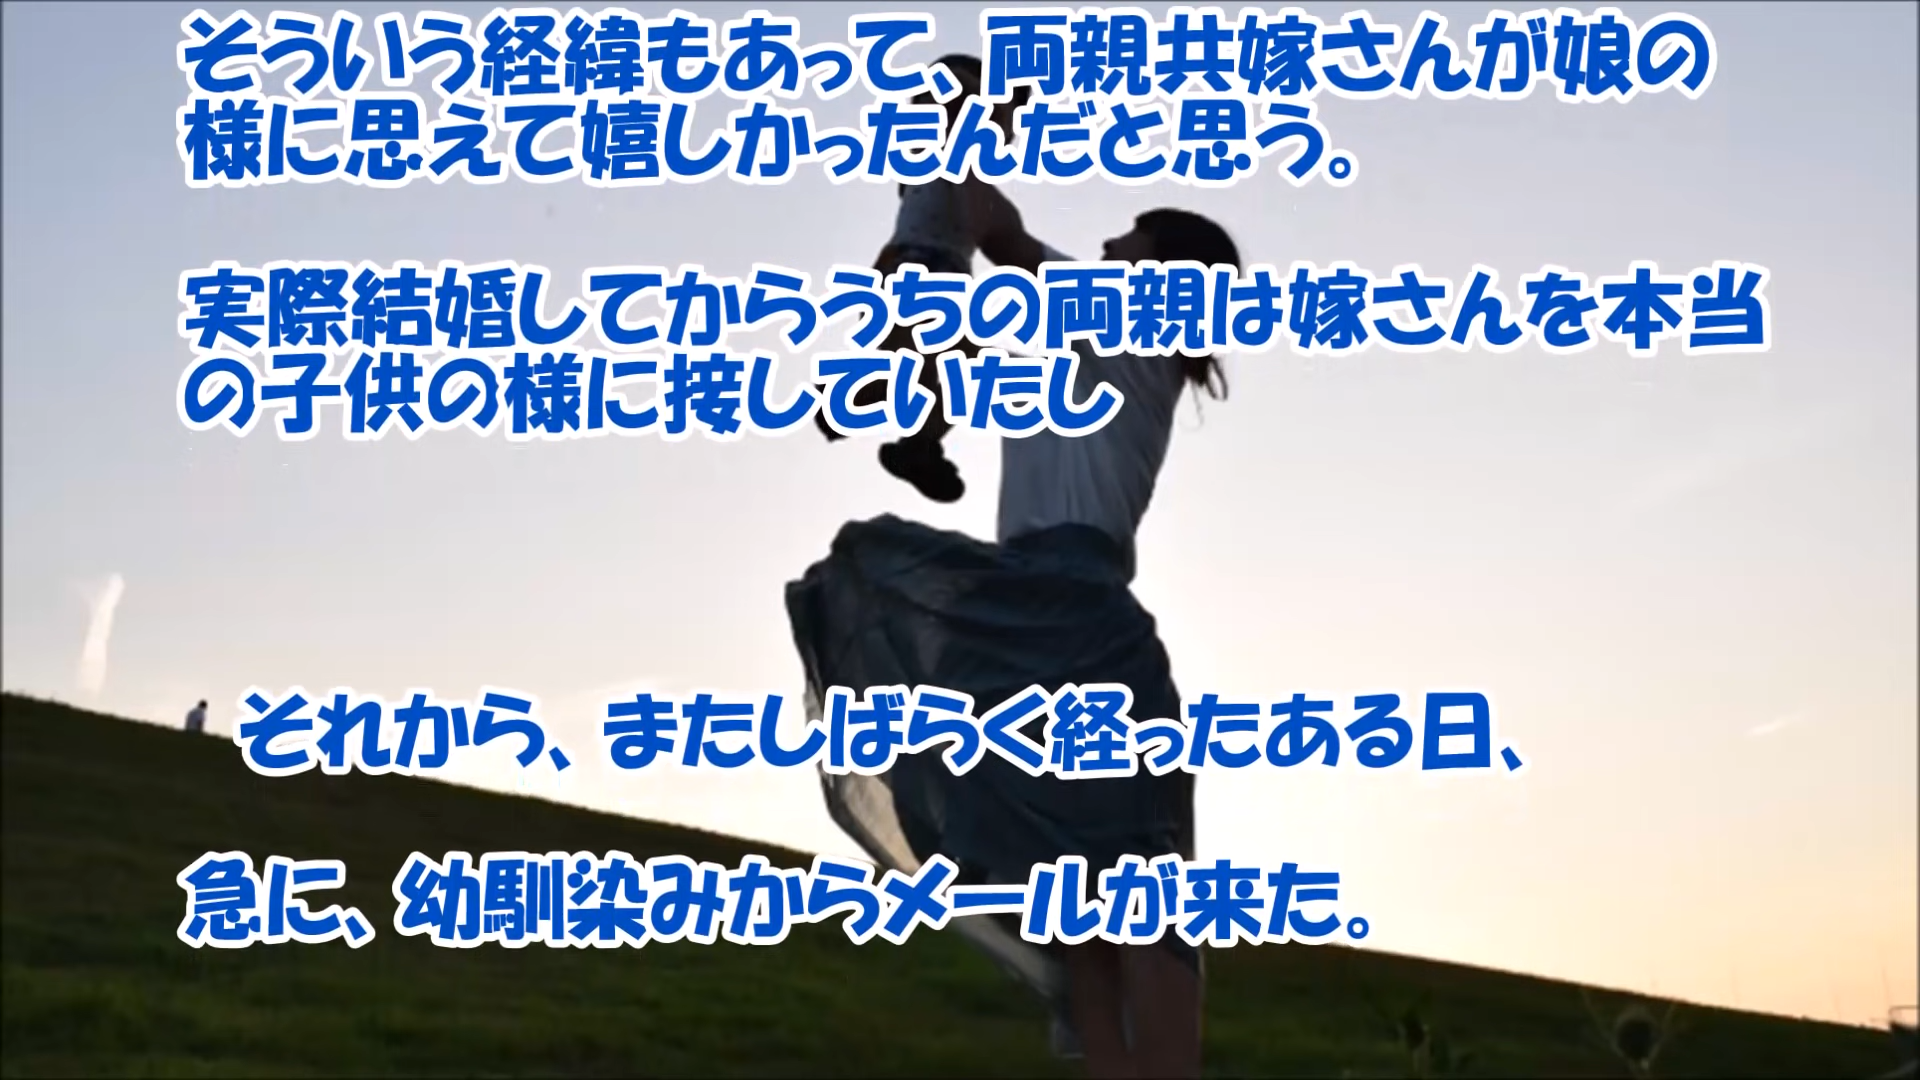 そういう経緯もあって、両親共嫁さんが娘の
様に思えて嬉しかったんだと思う。
実際結婚してからうちの両親は嫁さんを本当
の子供の様に接していたし
それから、またしばらく経ったある日、
急に、幼馴染みからメールが来た。